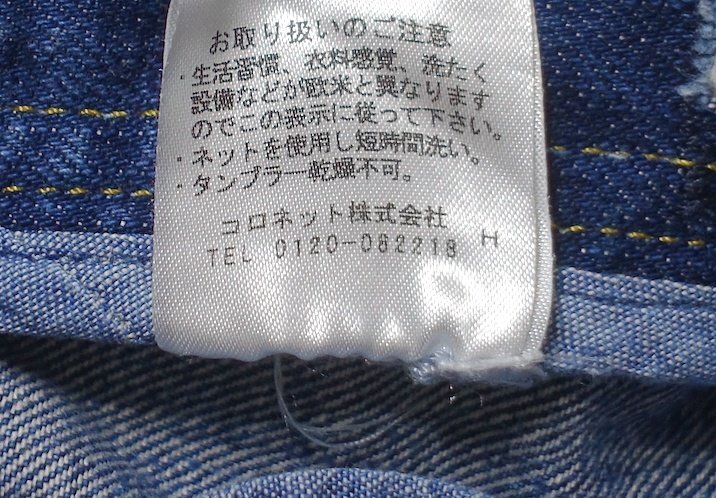 お取り扱いのご注意
・生活習慣、衣料感覚、洗たく
設備などが欧米と異なります
のでこの表示に従って下さい。
・ネットを使用し短時間洗い。
・タンブラー乾燥不可。
コロネット株式会社
TEL 0120-082218 H